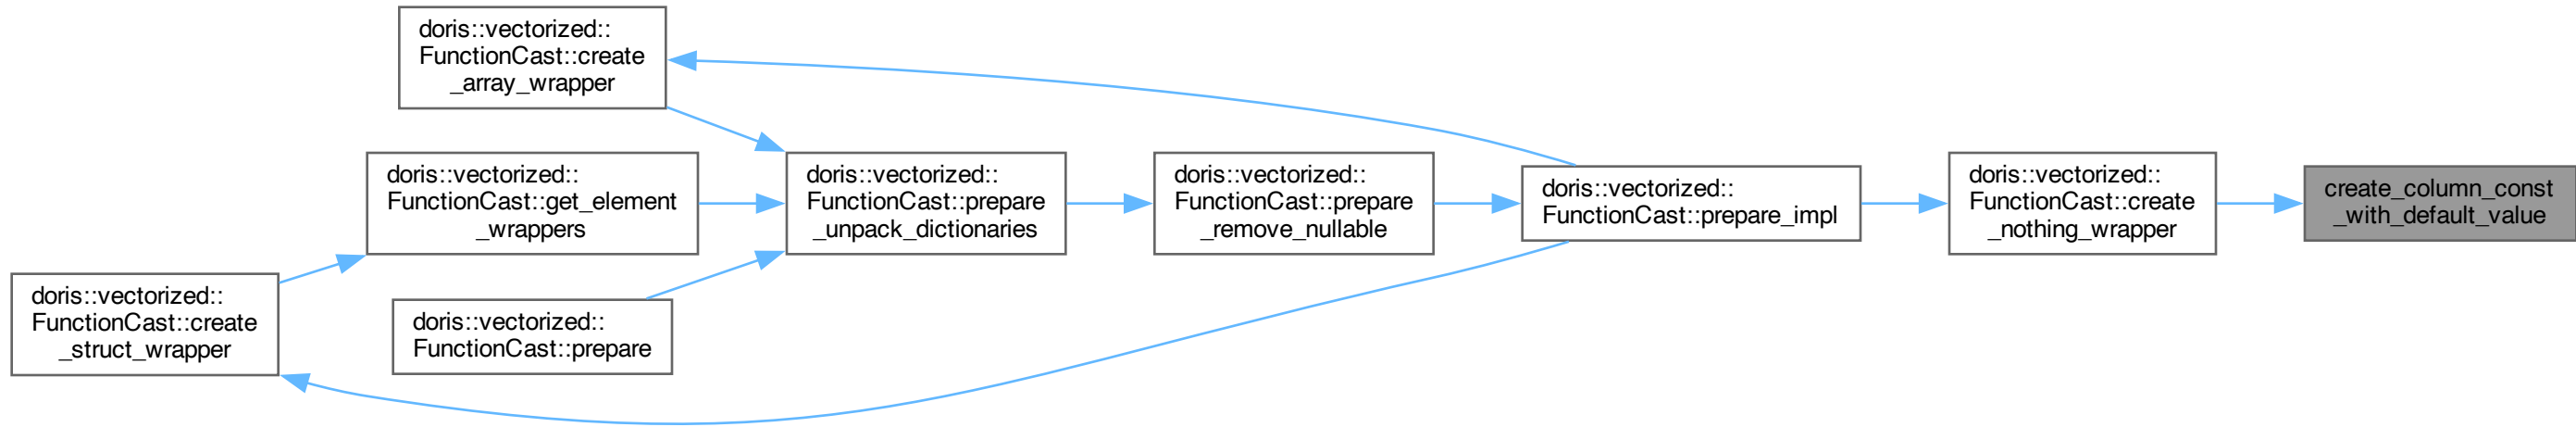 doris::vectorized::
FunctionCast::create
_array_wrapper
doris::vectorized::
FunctionCast::get_element
_wrappers
doris::vectorized::
FunctionCast::create
_struct_wrapper
doris::vectorized::
FunctionCast::prepare
doris::vectorized::
FunctionCast::prepare
_unpack_dictionaries
doris::vectorized::
FunctionCast::prepare
_remove_nullable
doris::vectorized::
FunctionCast::prepare_impl
doris::vectorized::
FunctionCast::create
_nothing_wrapper
create_column_const
_with_default_value